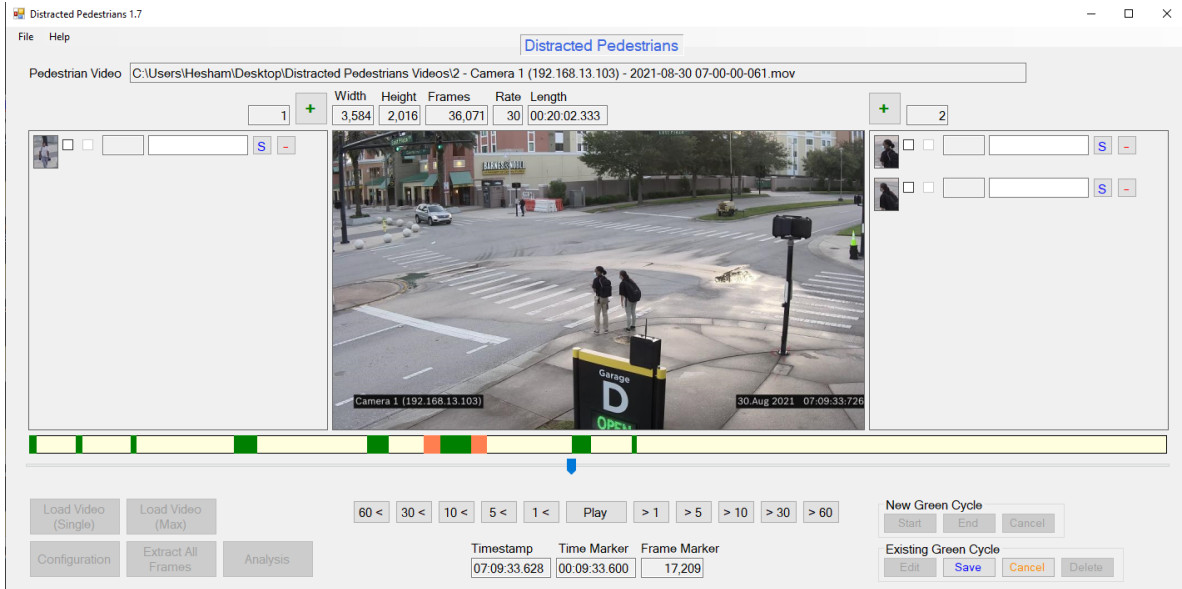 Distracted Pedestrians 1.7
File Help
Distracted Pedestrians
Pedestrian Video C:\Users\Hesham\Desktop\Distracted Pedestrians Videos\2 - Camera 1 (192.168.13.103) - 2021-08-30 07-00-00-061.mov
Width Height Frames Rate Length
1 + 3,584 2,016 36,071 30 00:20:02.333 + 2
S - S -
S -
BARNES & NOBLE
Garage
D
OPEN
Camera 1 (192.168.13.103) 30.Aug 2021 07:09:33:726
Load Video (Single) Load Video (Max) 60 < 30 < 10 < 5 < 1 < Play > 1 > 5 > 10 > 30 > 60
New Green Cycle
Start End Cancel
Configuration Extract All Frames Analysis
Timestamp Time Marker Frame Marker
07:09:33.628 00:09:33.600 17,209
Existing Green Cycle
Edit Save Cancel Delete